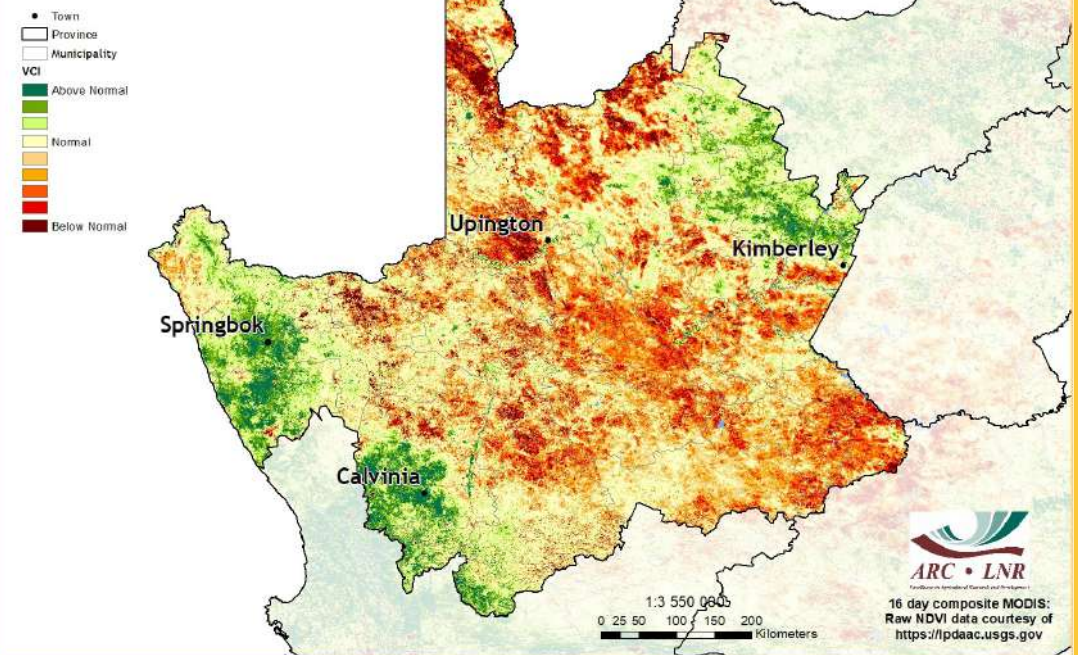 Town
Province
Municipality
VCI
Above Normal
Normal
Below Normal
Upington
Kimberley
Springbok
Calvinia
ARC • LNR
1:3 550 000
0 25 50 100 150 200
Kilometers
16 day composite MODIS:
Raw NDVI data courtesy of
https://lpdaac.usgs.gov